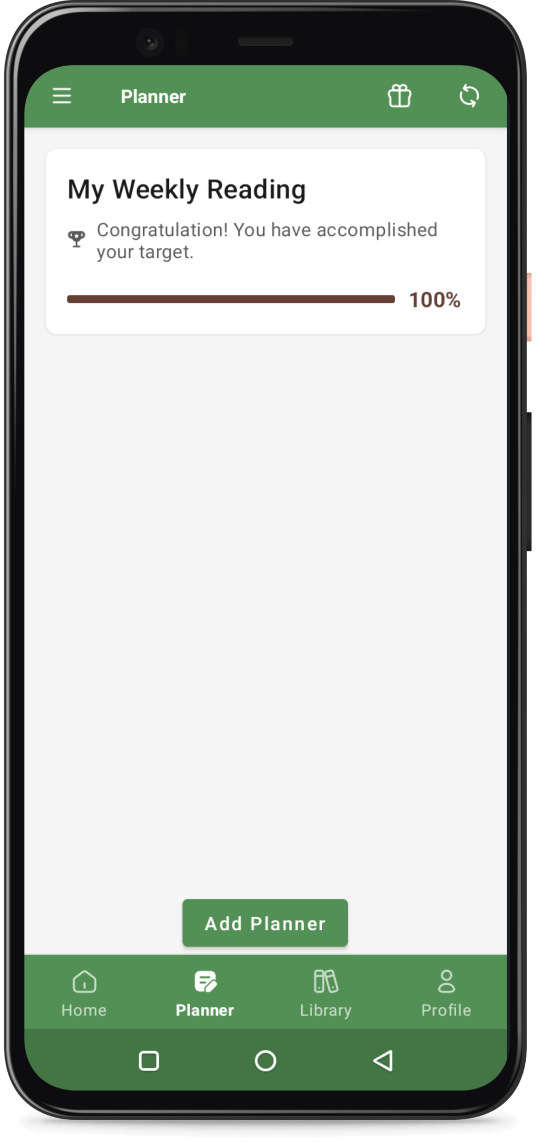 Planner
My Weekly Reading
Congratulation! You have accomplished
your target.
100%
Add Planner
Home
Planner
Library
Profile